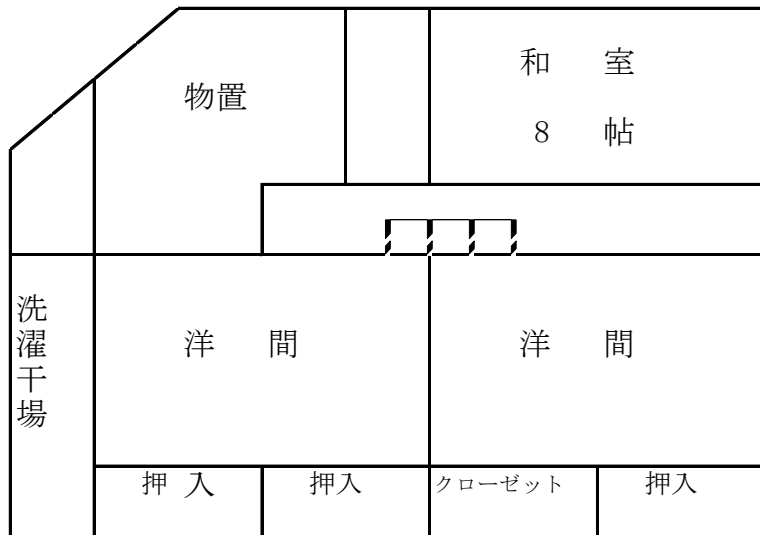 和 室
物置
8 帖
洗濯干場
洋 間
洋 間
押 入
押入
クローゼット
押入